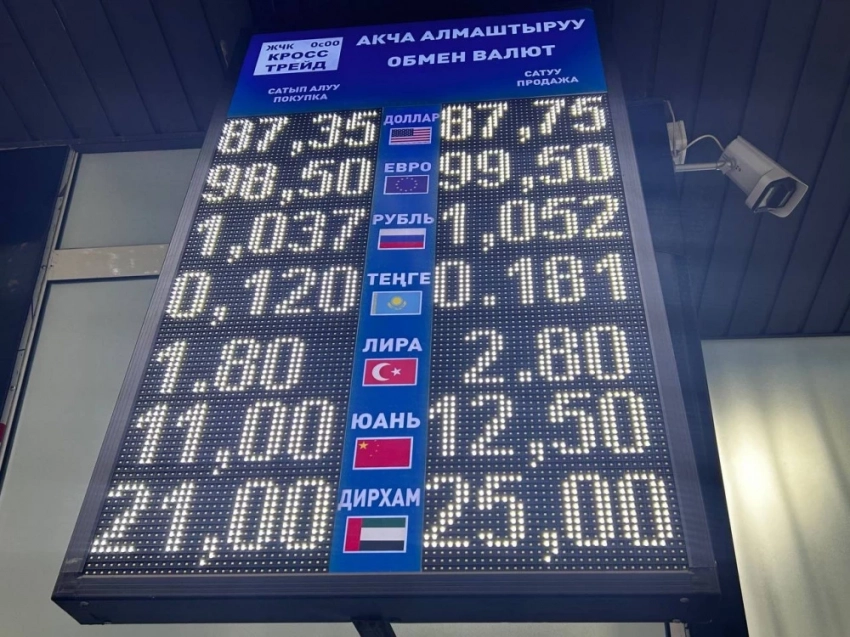 ЖЧК ОсОО
КРОСС
ТРЕЙД
АКЧА АЛМАШТЫРУУ
ОБМЕН ВАЛЮТ
САТЫП АЛУУ
ПОКУПКА
САТУУ
ПРОДАЖА
87,35 ДОЛЛАР 87,75
98,50 ЕВРО 99,50
1,037 РУБЛЬ 1,052
0,120 ТЕҢГЕ 0.181
1.80 ЛИРА 2.80
11,00 ЮАНЬ 12,50
21,00 ДИРХАМ 25,00